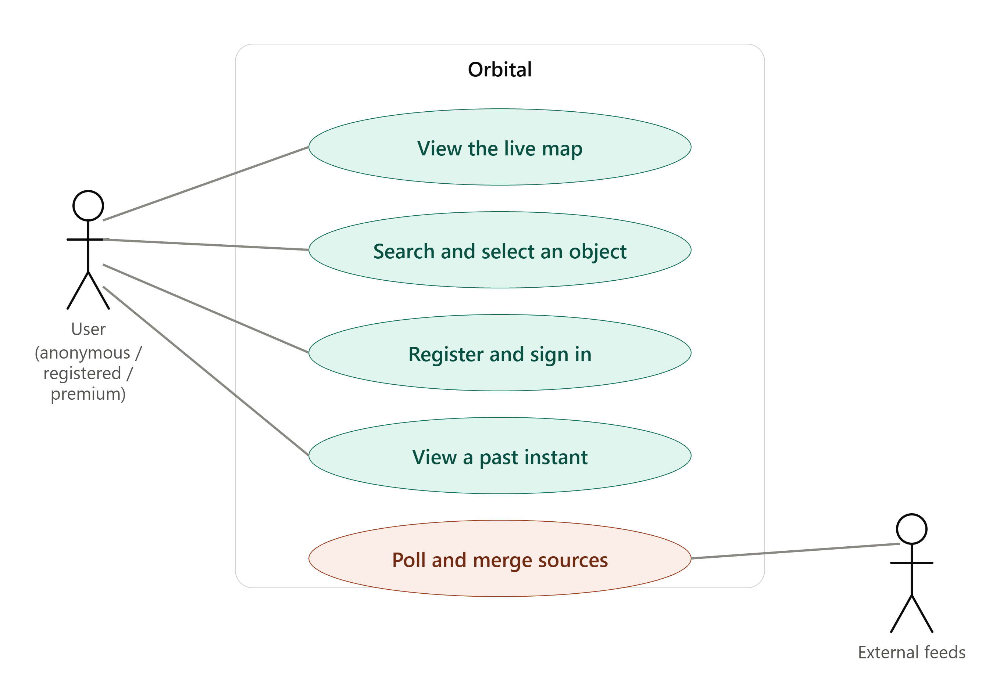 Orbital
View the live map
Search and select an object
Register and sign in
View a past instant
Poll and merge sources
User
(anonymous /
registered /
premium)
External feeds